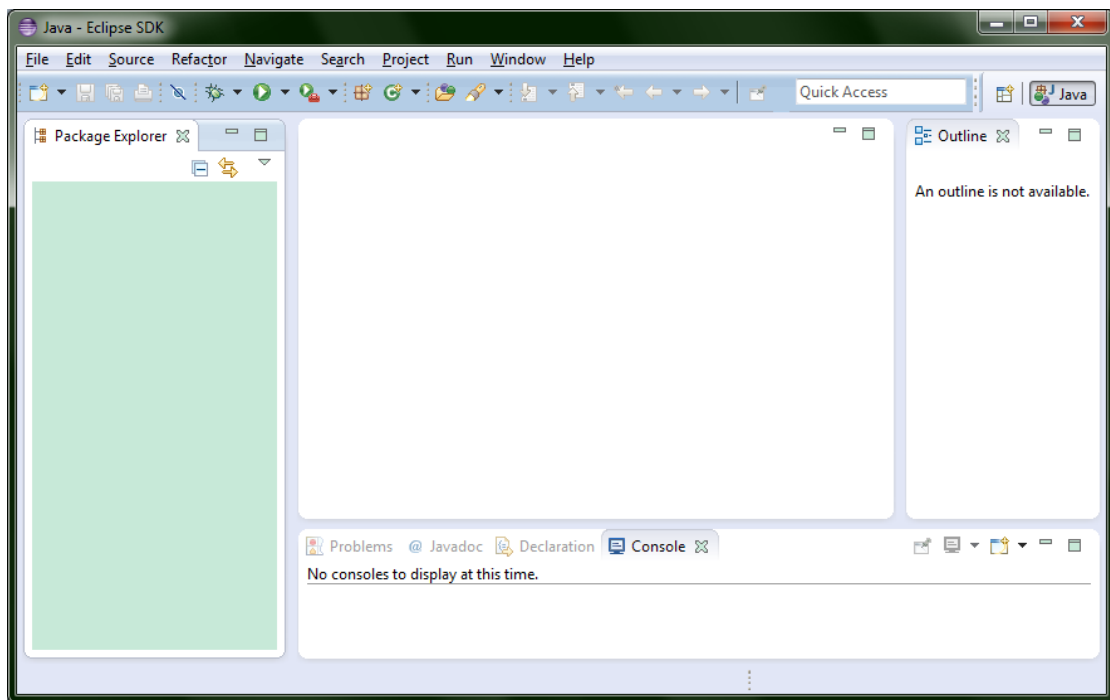 Java - Eclipse SDK
File Edit Source Refactor Navigate Search Project Run Window Help
Quick Access
Java
Package Explorer
Outline
An outline is not available.
Problems @ Javadoc Declaration Console
No consoles to display at this time.